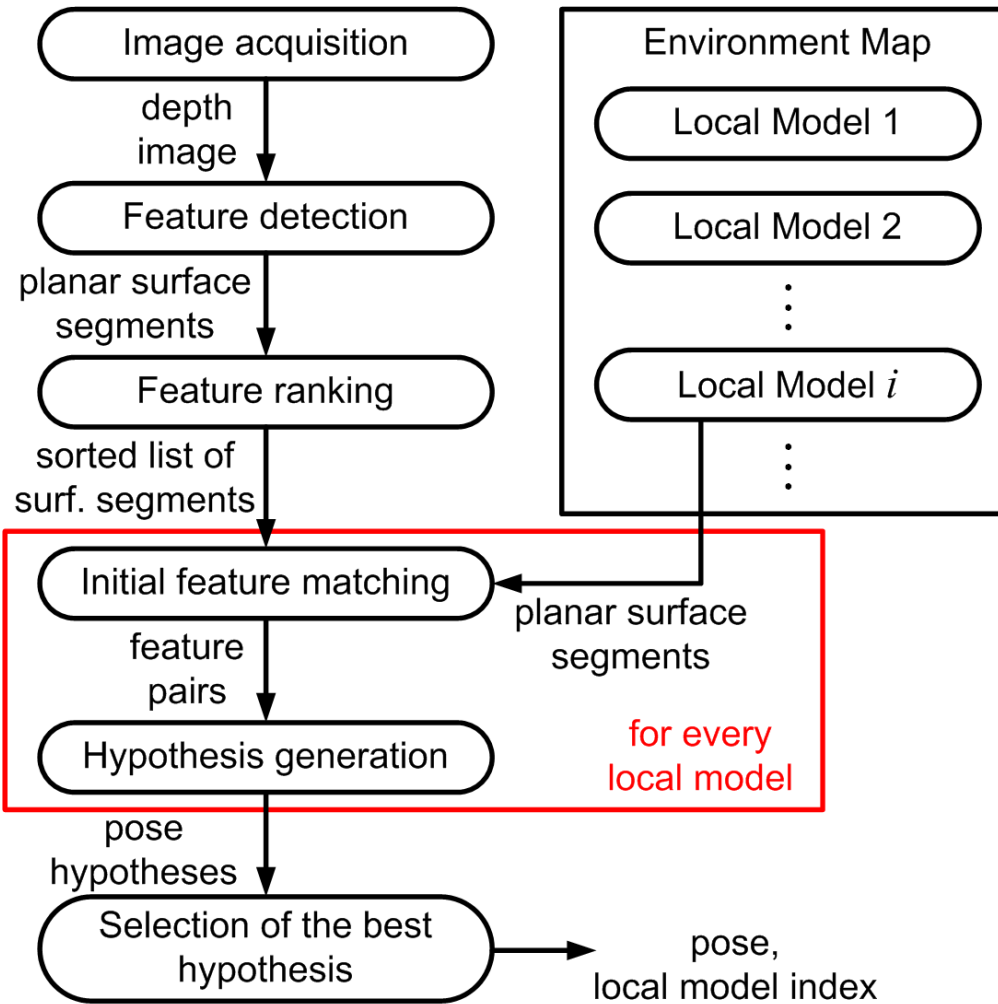 Image acquisition
depth
image
Feature detection
planar surface
segments
Feature ranking
sorted list of
surf. segments
Initial feature matching
feature
pairs
Hypothesis generation
pose
hypotheses
Selection of the best
hypothesis
pose,
local model index
Environment Map
Local Model 1
Local Model 2
⋮
Local Model i
⋮
planar surface
segments
for every
local model